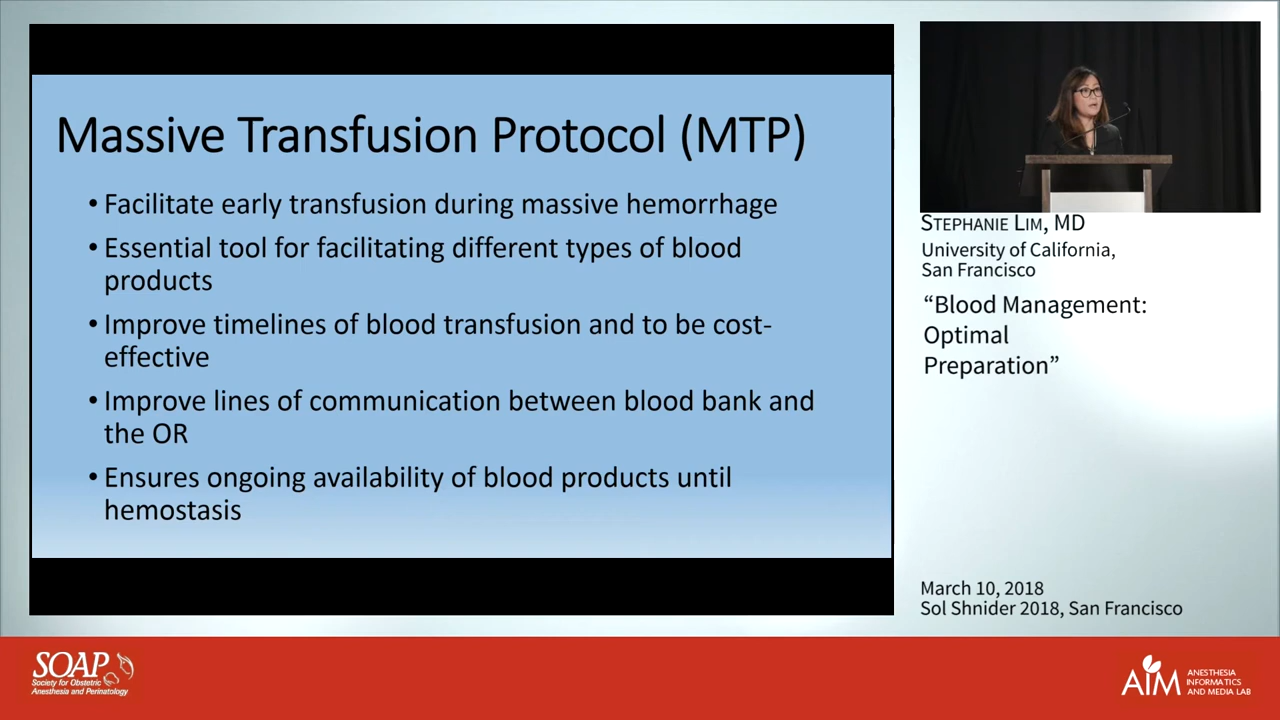 Massive Transfusion Protocol (MTP)
• Facilitate early transfusion during massive hemorrhage
• Essential tool for facilitating different types of blood
products
• Improve timelines of blood transfusion and to be cost-
effective
• Improve lines of communication between blood bank and
the OR
• Ensures ongoing availability of blood products until
hemostasis
STEPHANIE LIM, MD
University of California,
San Francisco
“Blood Management:
Optimal
Preparation”
March 10, 2018
Sol Shnider 2018, San Francisco
SOAP
Society for Obstetric
Anesthesia and Perinatology
AIM
ANESTHESIA
INFORMATICS
AND MEDIA LAB